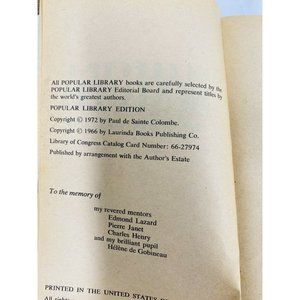 All POPULAR LIBRARY books are carefully selected by the
POPULAR LIBRARY Editorial Board and represent titles by
the world's greatest authors.
POPULAR LIBRARY EDITION
Copyright © 1972 by Paul de Sainte Colombe.
Copyright © 1966 by Laurinda Books Publishing Co.
Library of Congress Catalog Card Number: 66-27974
Published by arrangement with the Author's Estate
To the memory of
my revered mentors
Edmond Lazard
Pierre Janet
Charles Henry
and my brilliant pupil
Hélène de Gobineau
PRINTED IN THE UNITED STATES
All rights